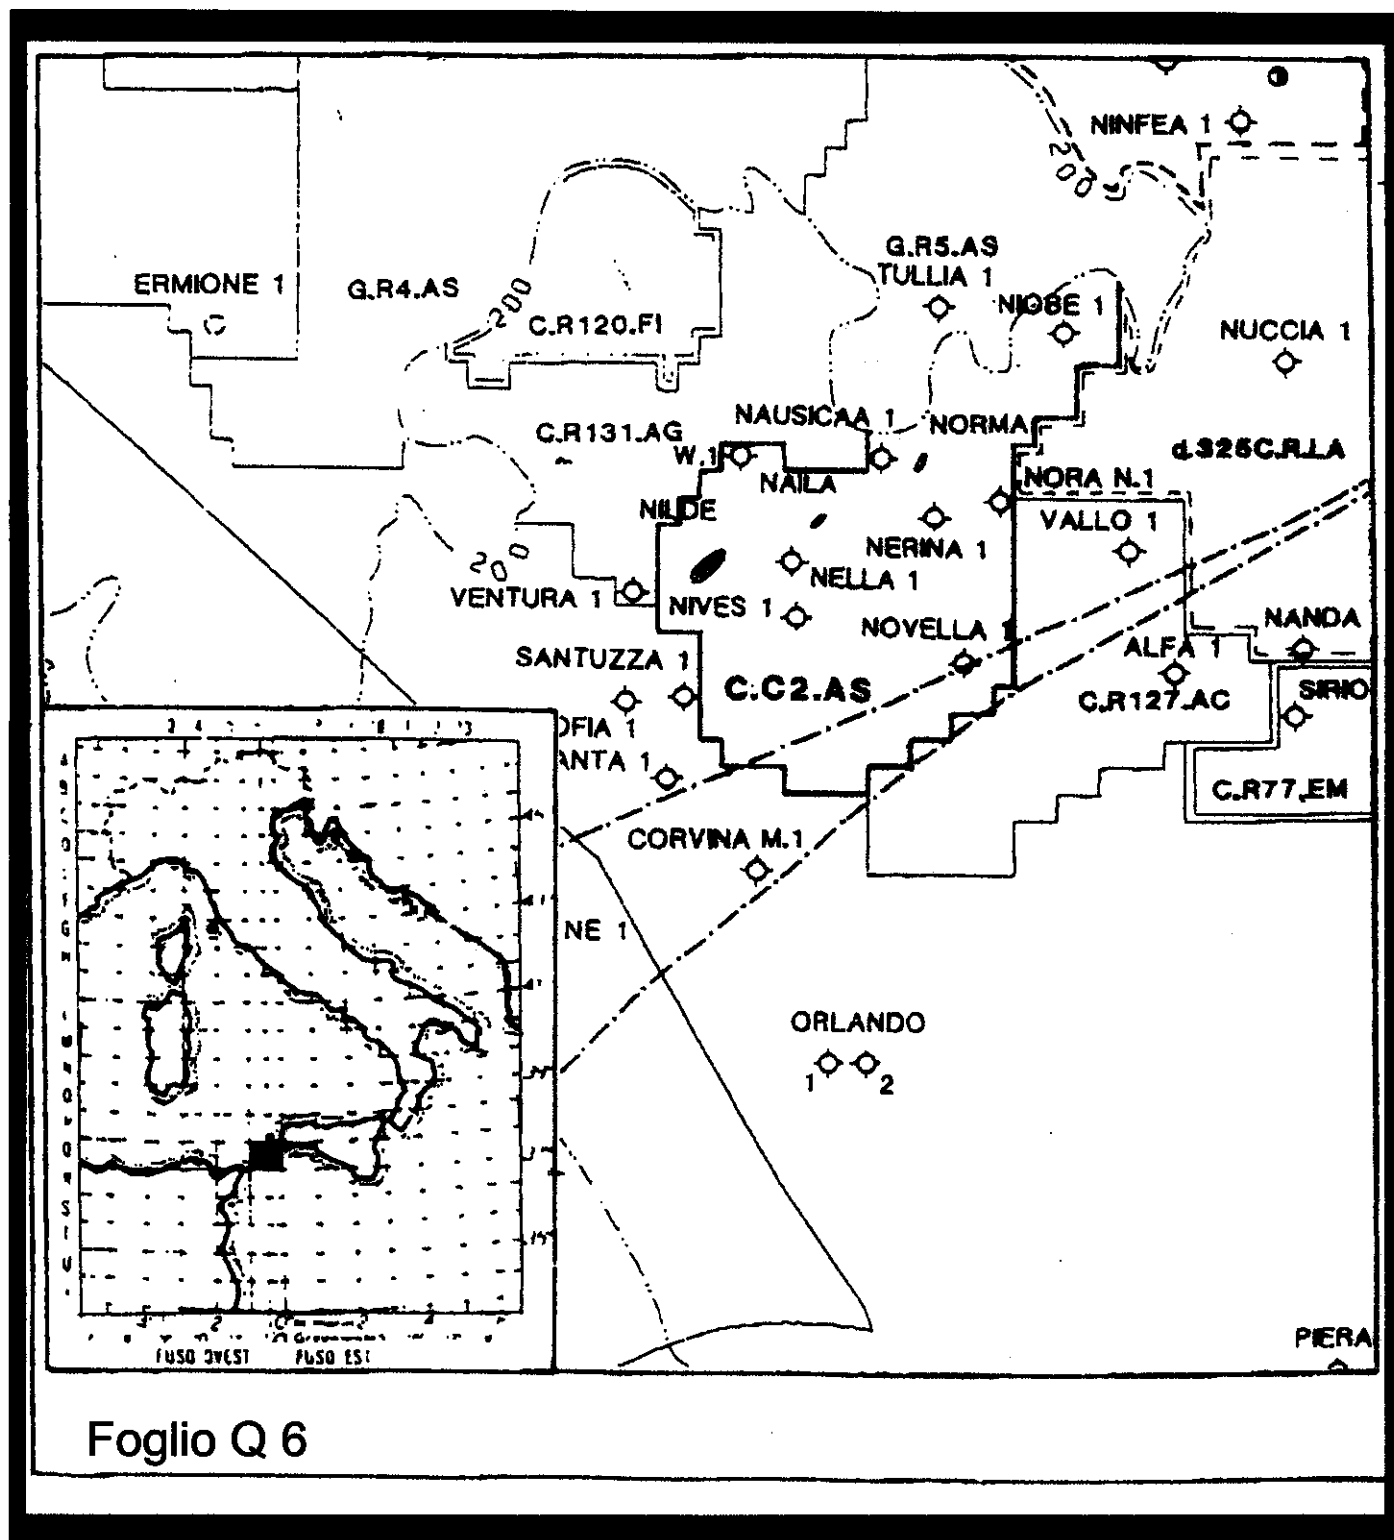 NINFEA 1
200
G.R5.AS
ERMIONE 1
G.R4.AS
TULLIA 1
200
C.R120.FI
NIOBE 1
NUCCIA 1
NAUSICAA 1
NORMA
C.R131.AG
W.1
d.325C.R.LA
NAILA
NORA N.1
NILDE
VALLO 1
NERINA 1
200
NELLA 1
VENTURA 1
NIVES 1
NANDA
NOVELLA 1
ALFA 1
SANTUZZA 1
C.C2.AS
SIRIO
C.R127.AC
OFIA 1
ANTA 1
C.R77.EM
CORVINA M.1
NE 1
ORLANDO
1
2
PIERA
FUSO OVEST FUSO EST
Foglio Q 6